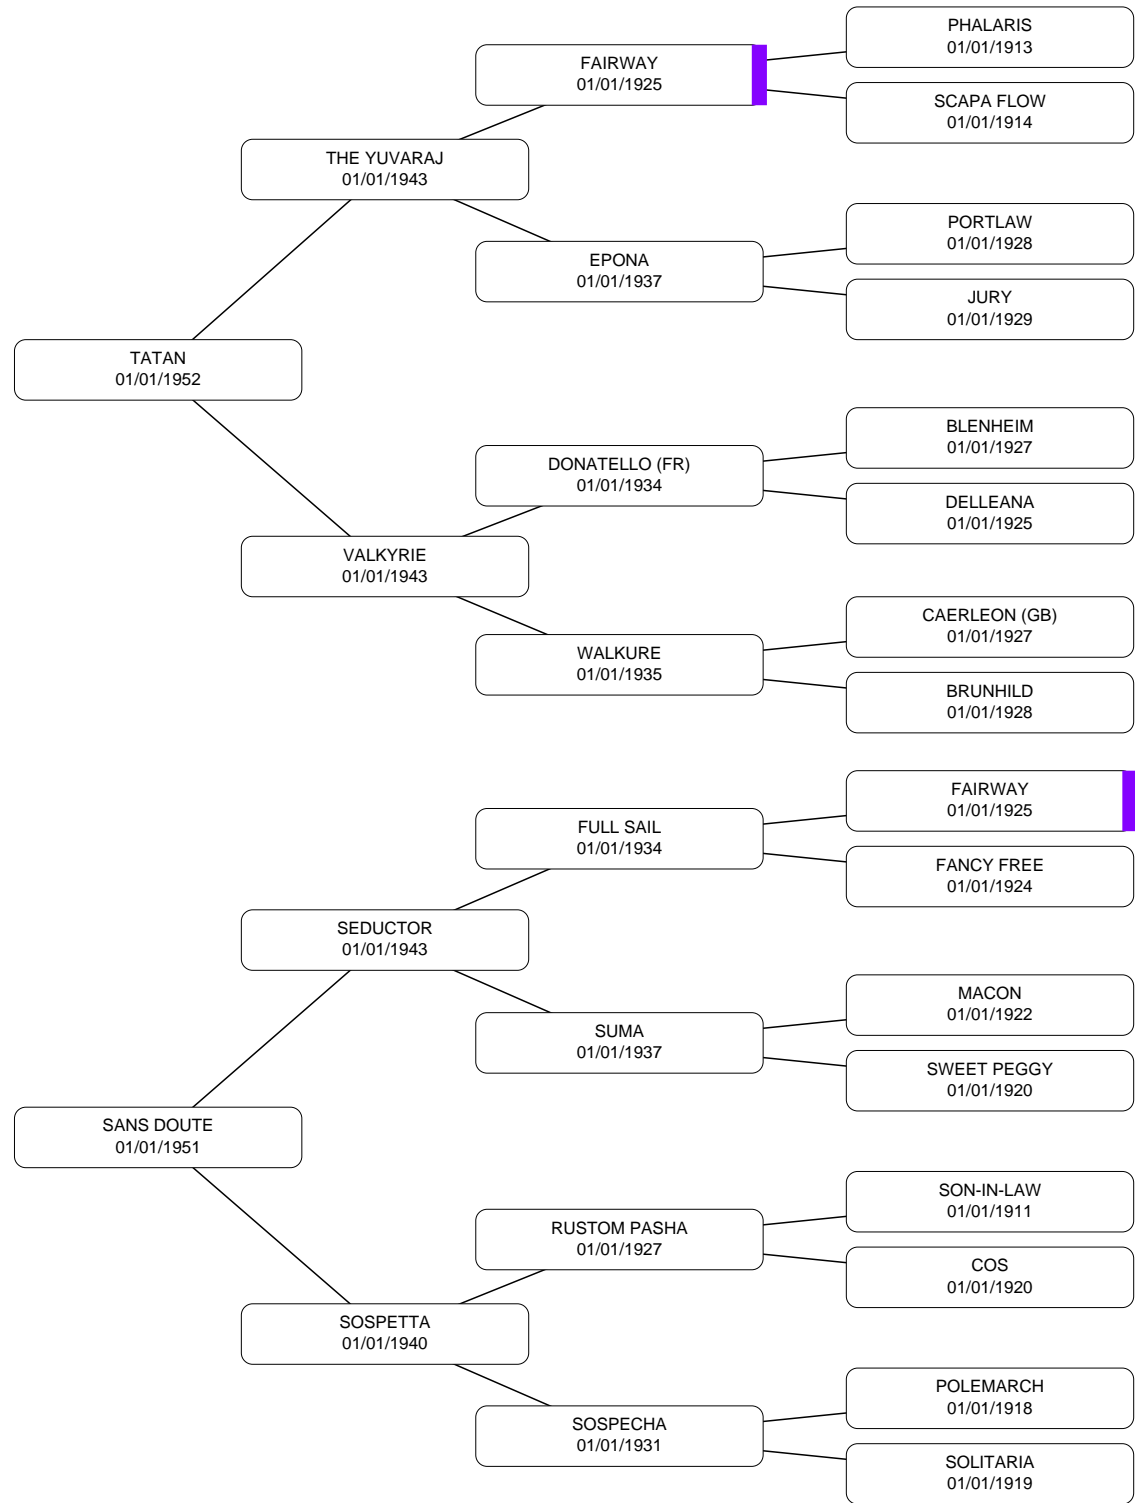 PHALARIS
01/01/1913
FAIRWAY
01/01/1925
SCAPA FLOW
01/01/1914
THE YUVARAJ
01/01/1943
PORTLAW
01/01/1928
EPONA
01/01/1937
JURY
01/01/1929
TATAN
01/01/1952
BLENHEIM
01/01/1927
DONATELLO (FR)
01/01/1934
DELLEANA
01/01/1925
VALKYRIE
01/01/1943
CAERLEON (GB)
01/01/1927
WALKURE
01/01/1935
BRUNHILD
01/01/1928
FAIRWAY
01/01/1925
FULL SAIL
01/01/1934
FANCY FREE
01/01/1924
SEDUCTOR
01/01/1943
MACON
01/01/1922
SUMA
01/01/1937
SWEET PEGGY
01/01/1920
SANS DOUTE
01/01/1951
SON-IN-LAW
01/01/1911
RUSTOM PASHA
01/01/1927
COS
01/01/1920
SOSPETTA
01/01/1940
POLEMARCH
01/01/1918
SOSPECHA
01/01/1931
SOLITARIA
01/01/1919